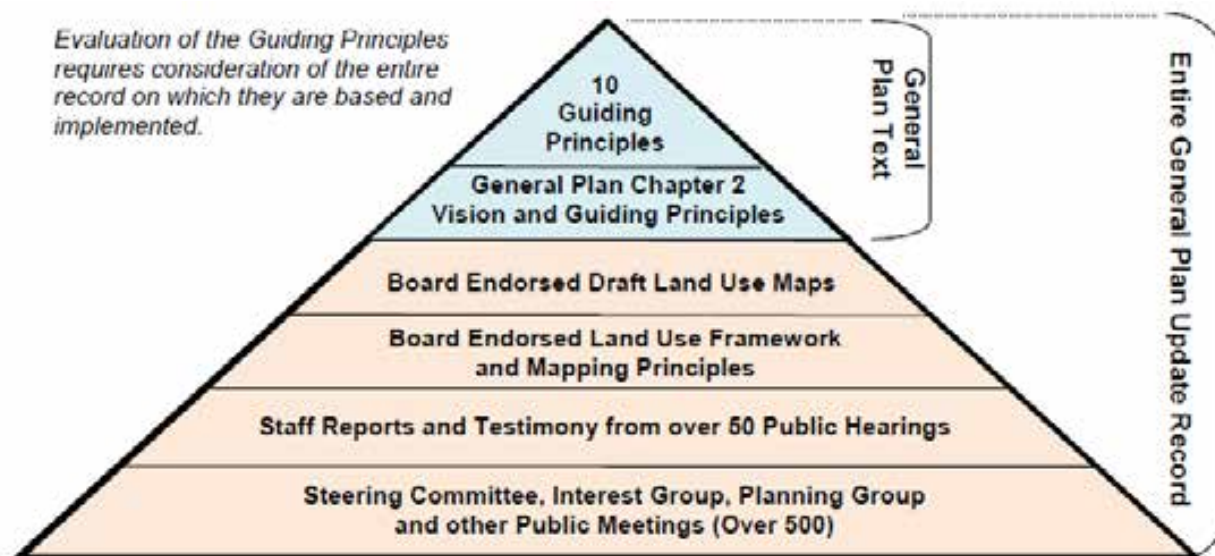 Evaluation of the Guiding Principles
requires consideration of the entire
record on which they are based and
implemented.
10
Guiding
Principles
General Plan Chapter 2
Vision and Guiding Principles
Board Endorsed Draft Land Use Maps
Board Endorsed Land Use Framework
and Mapping Principles
Staff Reports and Testimony from over 50 Public Hearings
Steering Committee, Interest Group, Planning Group
and other Public Meetings (Over 500)
General
Plan Text
Entire General Plan Update Record